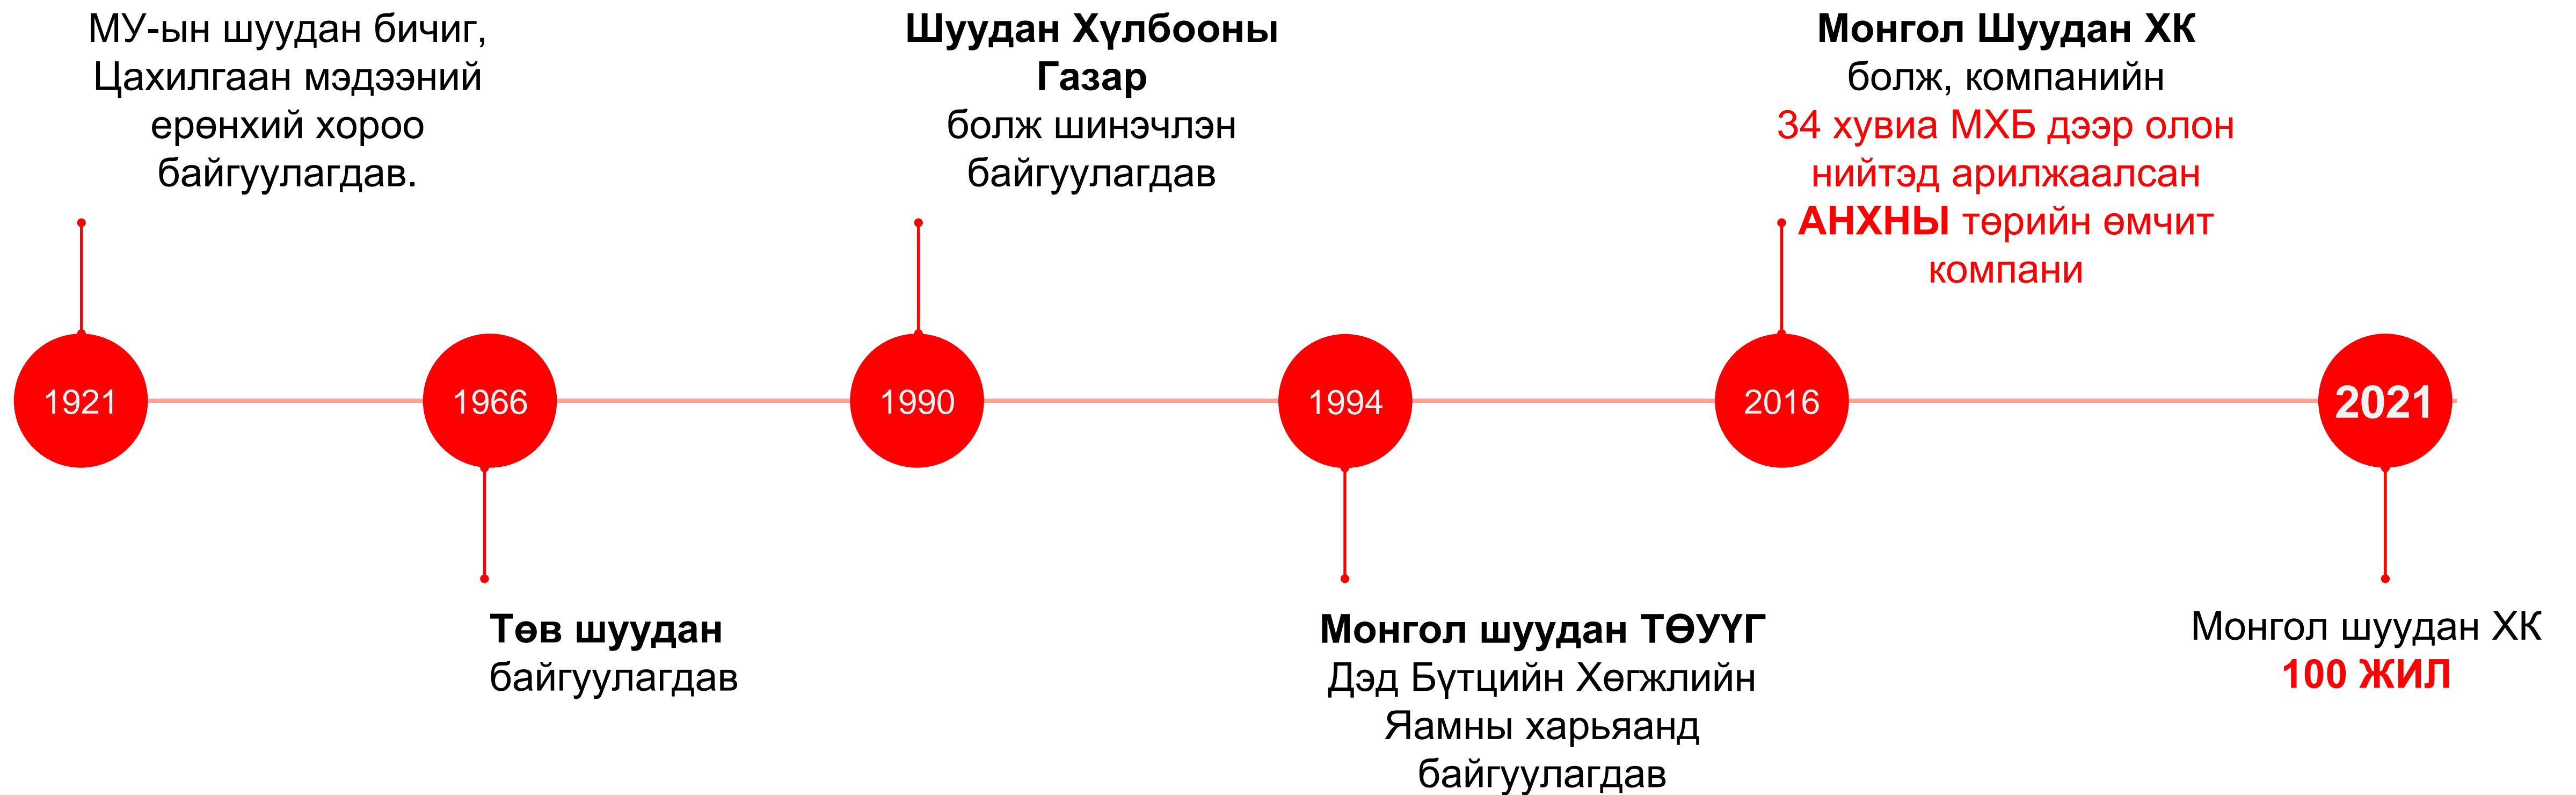 МУ-ын шуудан бичиг,
Цахилгаан мэдээний
ерөнхий хороо
байгуулагдав.
Шуудан Хүлбооны
Газар
болж шинэчлэн
байгуулагдав
Монгол Шуудан ХК
болж, компанийн
34 хувиа МХБ дээр олон
нийтэд арилжаалсан
АНХНЫ төрийн өмчит
компани
1921
1966
1990
1994
2016
2021
Төв шуудан
байгуулагдав
Монгол шуудан ТӨУҮГ
Дэд Бүтцийн Хөгжлийн
Яамны харьяанд
байгуулагдав
Монгол шуудан ХК
100 ЖИЛ